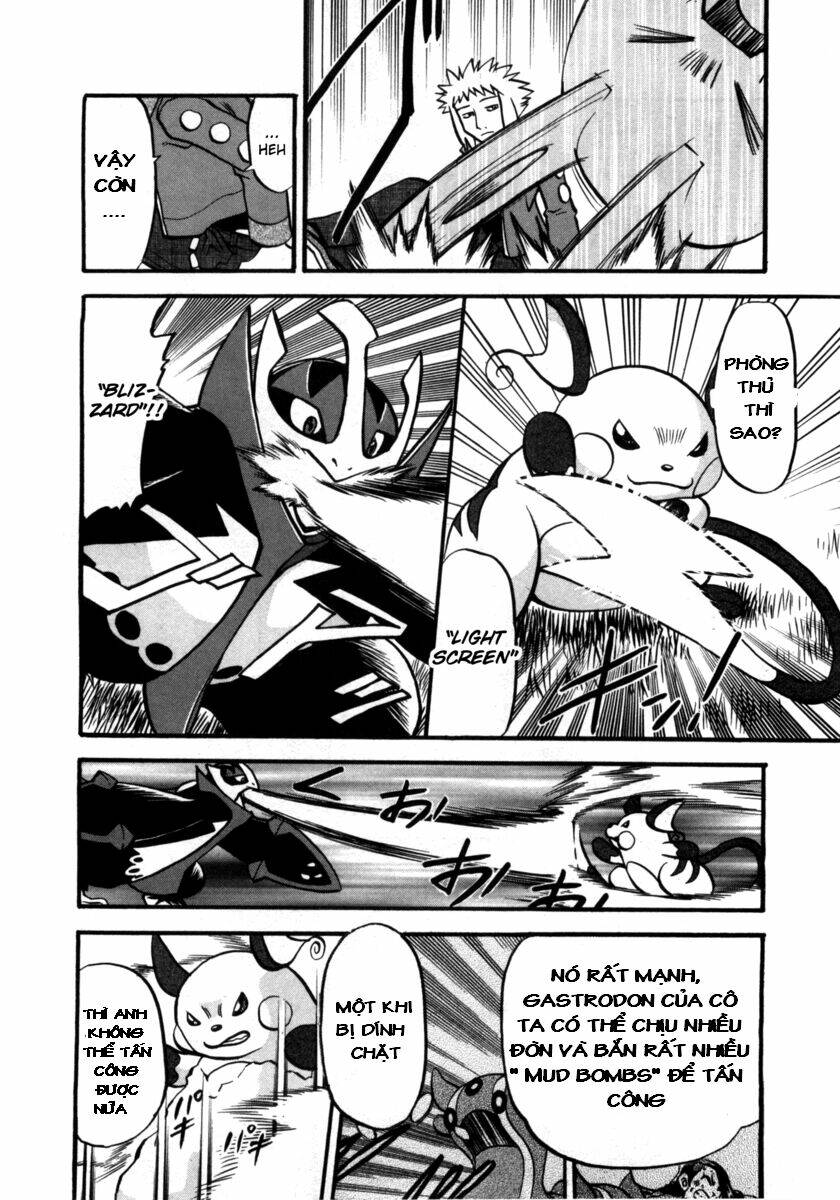 ...
HEH
VẬY
CÒN
....
PHÒNG
THỦ
THÌ
SAO?
"LIGHT
SCREEN"
"BLIZ-
ZARD"!!
NÓ RẤT MẠNH,
GASTRODON CỦA CÔ
TA CÓ THỂ CHỊU NHIỀU
ĐÒN VÀ BẮN RẤT NHIỀU
" MUD BOMBS" ĐỂ TẤN
CÔNG
MỘT KHI
BỊ DÍNH
CHẶT
THÌ ANH
KHÔNG
THỂ TẤN
CÔNG
ĐƯỢC
NỮA